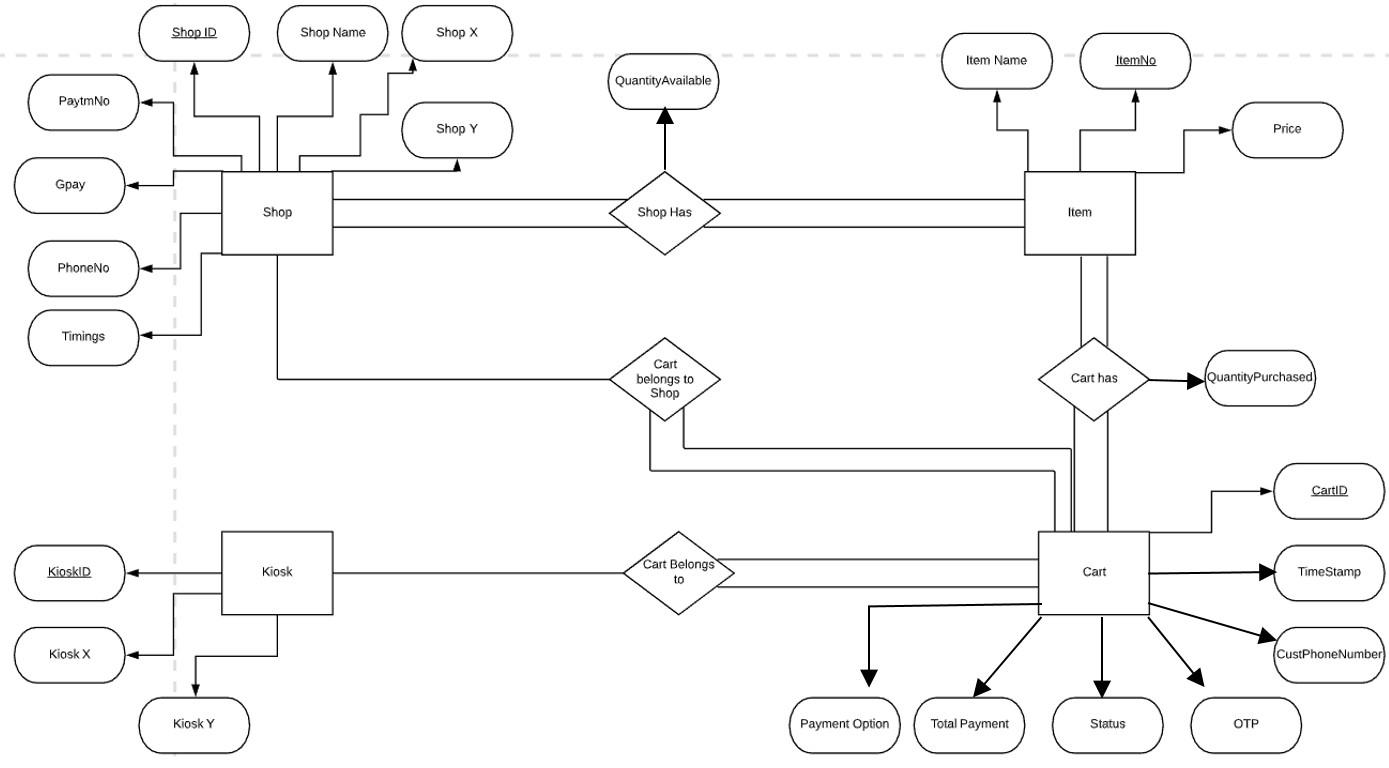 Shop ID
Shop Name
Shop X
Item Name
ItemNo
QuantityAvailable
PaytmNo
Shop Y
Price
Gpay
Shop
Shop Has
Item
PhoneNo
Timings
Cart
belongs to
Shop
Cart has
QuantityPurchased
CartID
KioskID
Kiosk
Cart Belongs
to
Cart
TimeStamp
Kiosk X
CustPhoneNumber
Kiosk Y
Payment Option
Total Payment
Status
OTP